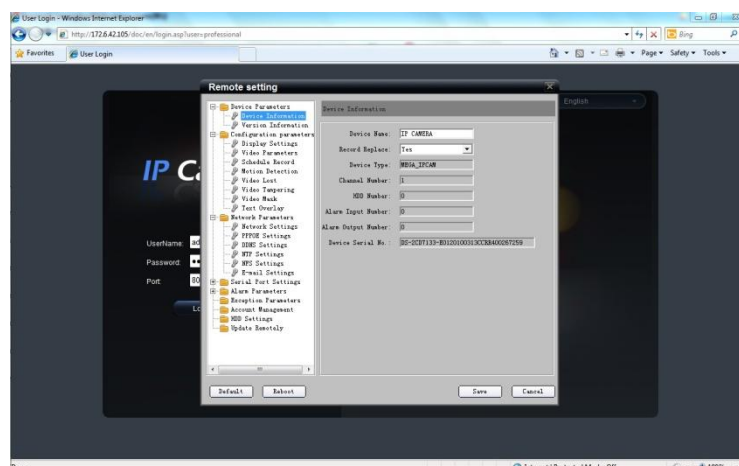 User Login - Windows Internet Explorer
http://172.6.42.105/doc/en/login.asp?user=professional
Bing
Favorites
User Login
Page
Safety
Tools
Remote setting
English
Device Parameters
Device Information
Version Information
Configuration parameters
Display Settings
Video Parameters
Schedule Record
Motion Detection
Video Lost
Video Tampering
Video Mask
Text Overlay
Network Parameters
Network Settings
PPPOE Settings
DDNS Settings
NTP Settings
NFS Settings
E-mail Settings
Serial Port Settings
Alarm Parameters
Exception Parameters
Account Management
HDD Settings
Update Remotely
Device Information
Device Name: IP CAMERA
Record Replace: Yes
Device Type: MEGA_IPCAM
Channel Number: 1
HDD Number: 0
Alarm Input Number: 0
Alarm Output Number: 0
Device Serial No.:
IP C
UserName: ad
Password:
Port: 80
Lo
Default
Reboot
Save
Cancel